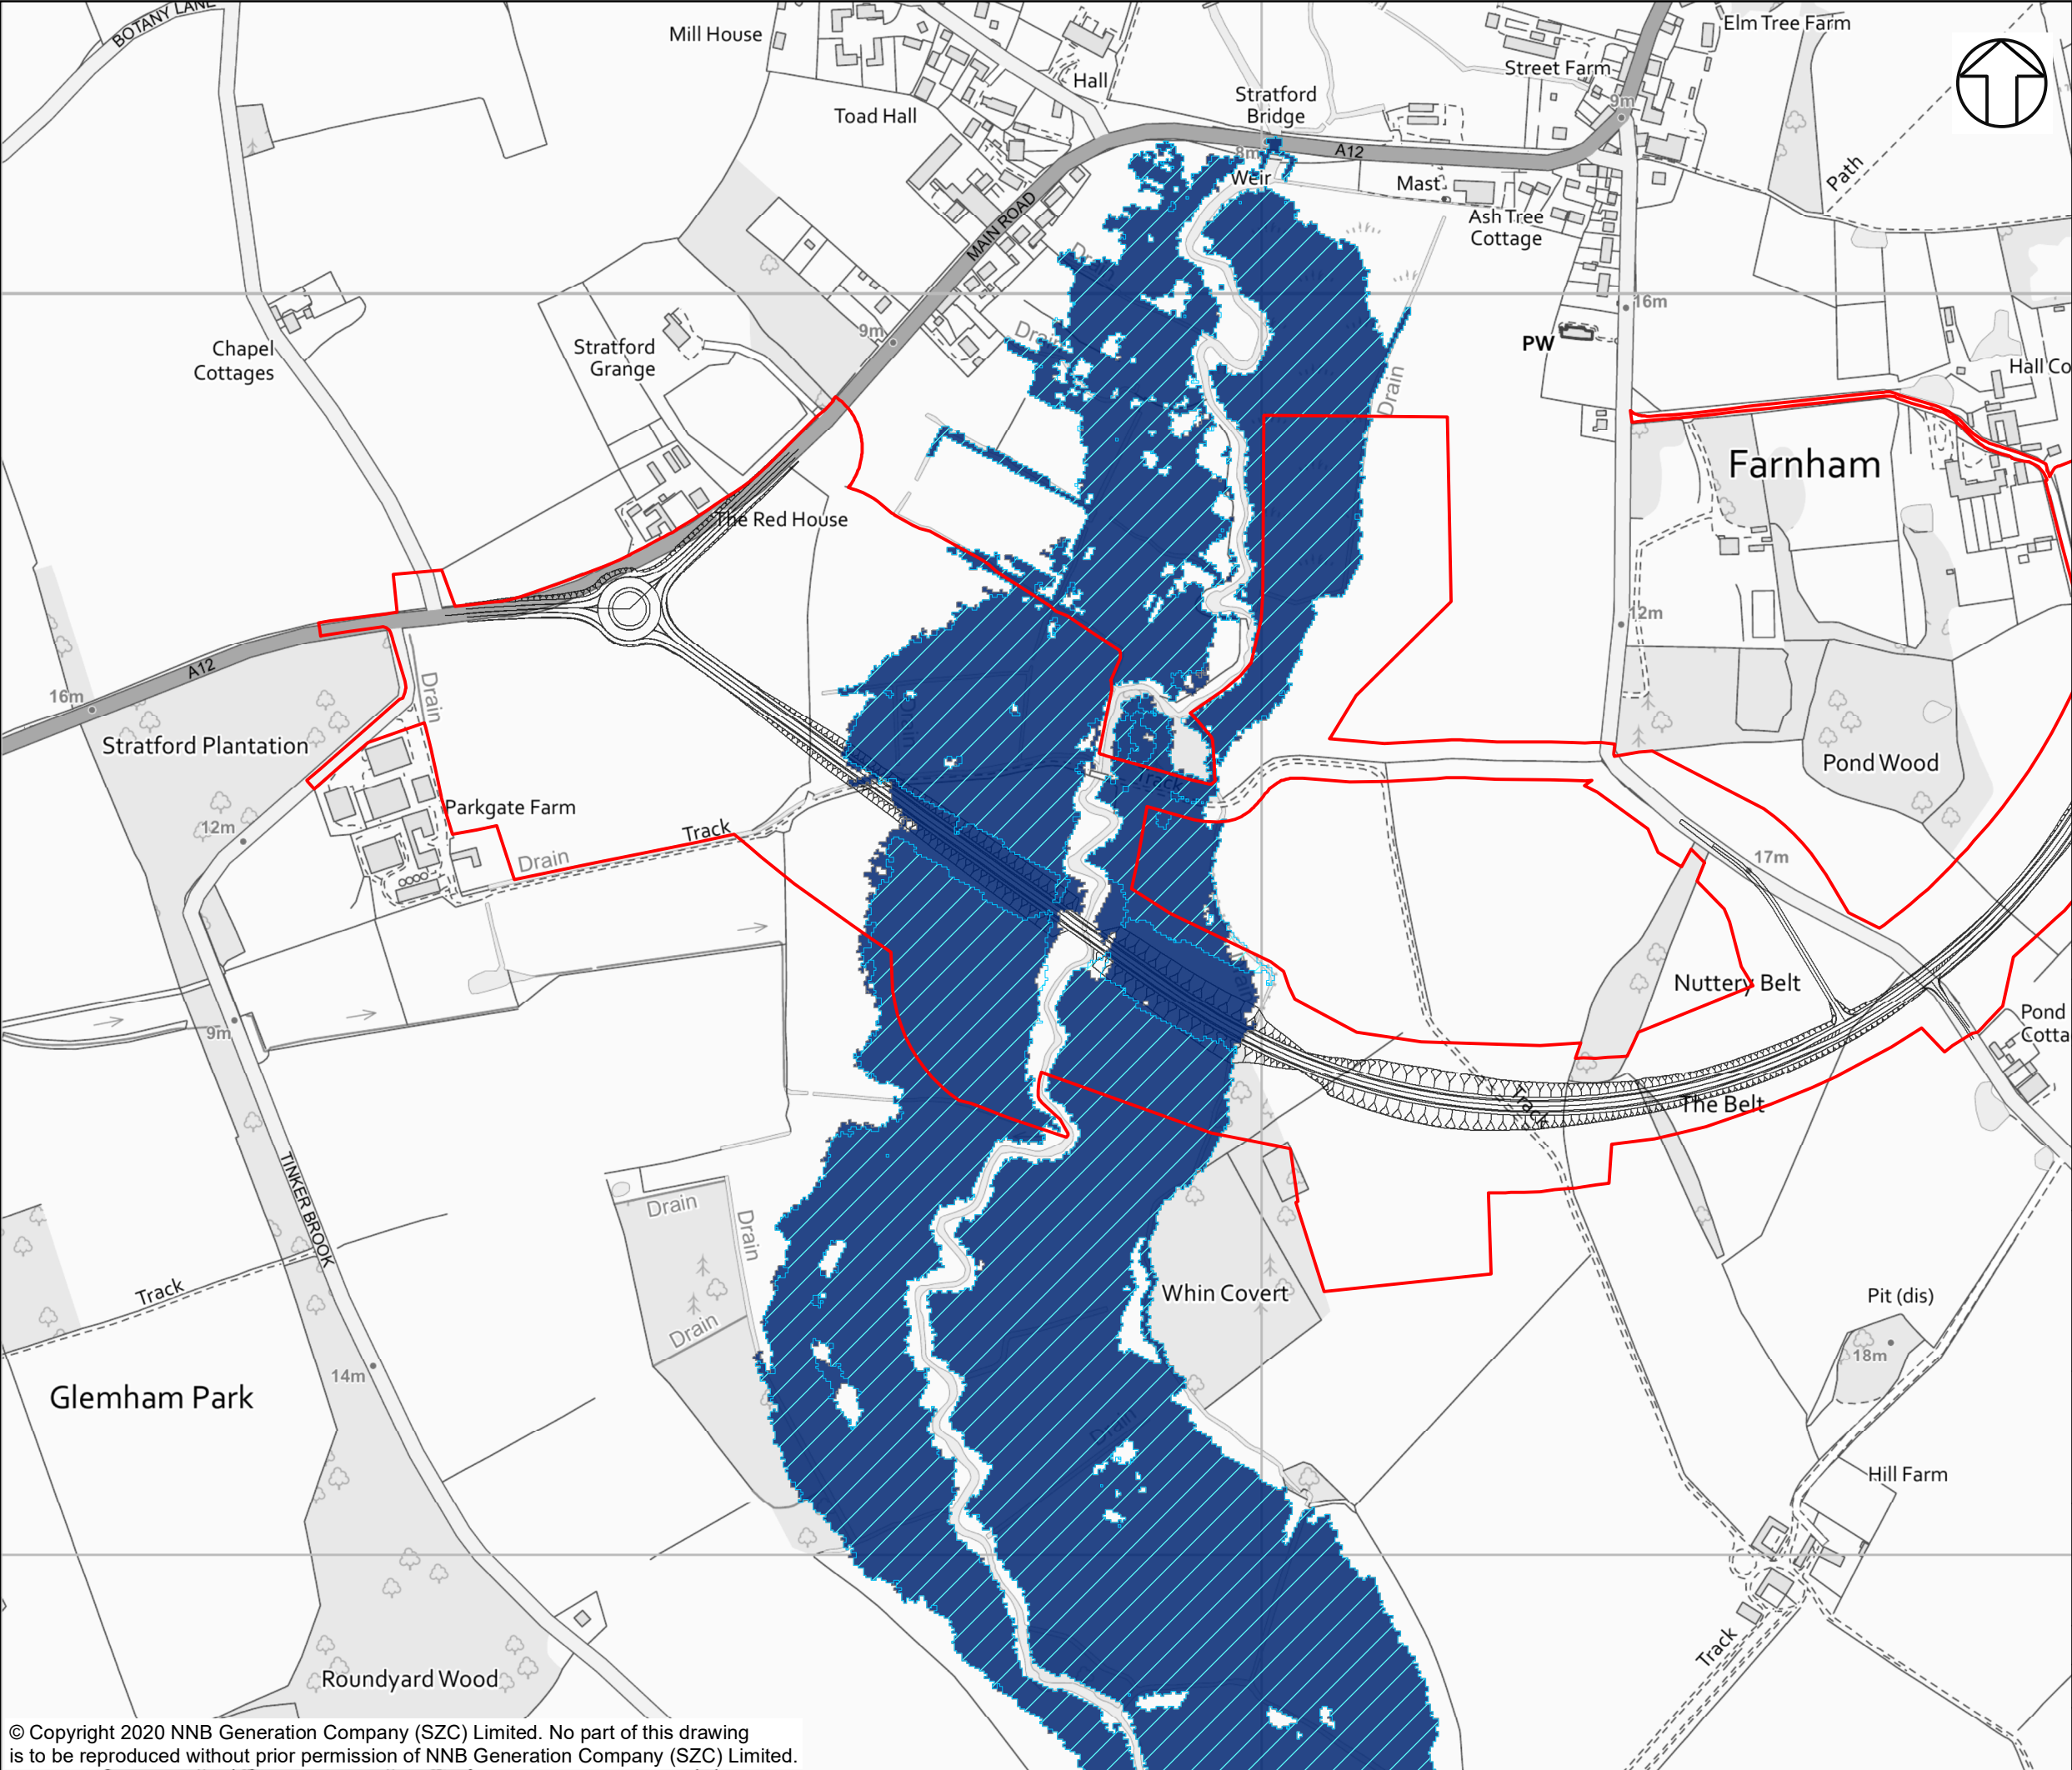 BOTANY LANE
Mill House
Elm Tree Farm
Hall
Street Farm
Toad Hall
Stratford
Bridge
9m
8m
A12
Weir
Mast
Path
MAIN ROAD
Ash Tree
Cottage
Drain
16m
Chapel
Cottages
Stratford
Grange
9m
Drain
PW
Hall Co
Drain
Farnham
The Red House
12m
A12
16m
Drain
Drain
Stratford Plantation
Pond Wood
Track
Parkgate Farm
12m
Track
Drain
17m
Nuttery Belt
9m
Pond
Cotta
Track
The Belt
TINKER BROOK
Drain
Drain
Track
Whin Covert
Pit (dis)
Drain
18m
14m
Glemham Park
Drain
Hill Farm
Track
Roundyard Wood
© Copyright 2020 NNB Generation Company (SZC) Limited. No part of this drawing
is to be reproduced without prior permission of NNB Generation Company (SZC) Limited.